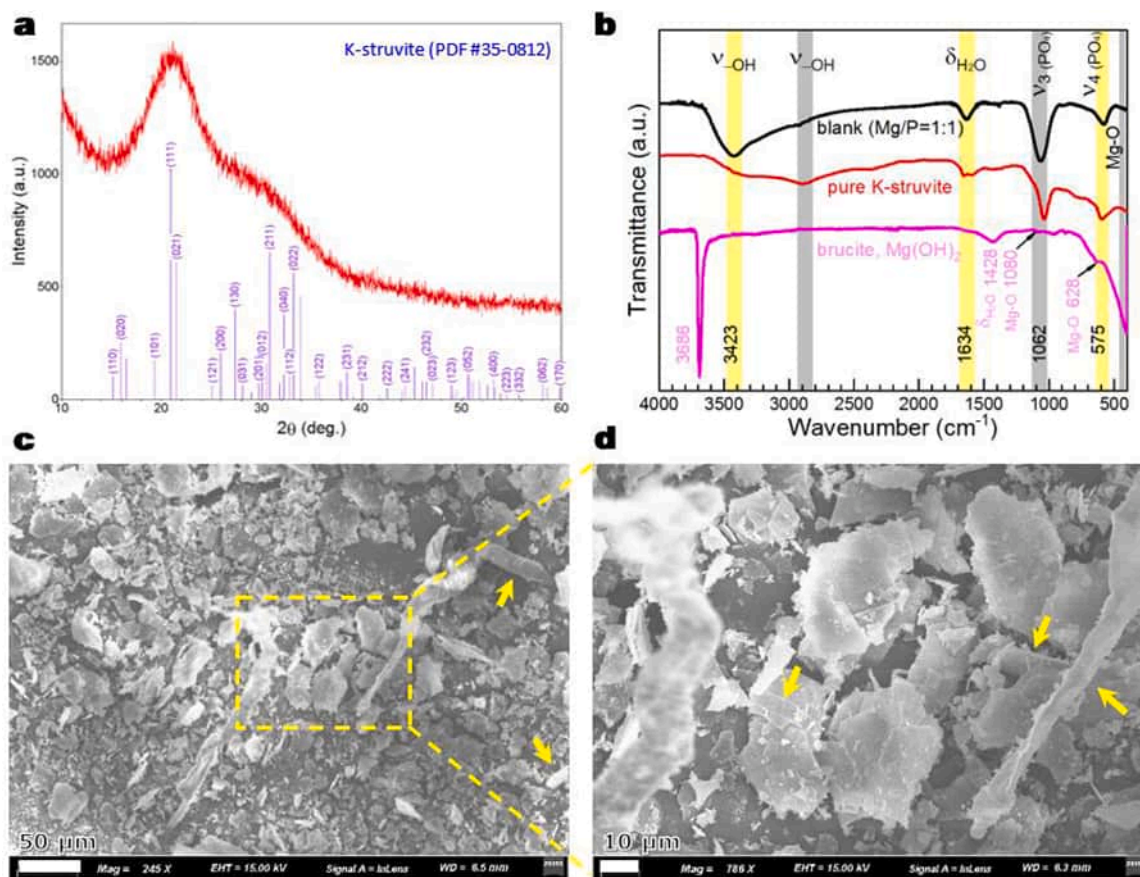 a
K-struvite (PDF #35-0812)
Intensity (a.u.)
1500
1000
500
0
(110)
(020)
(101)
(111)
(021)
(121)
(200)
(130)
(031)
(201)
(012)
(211)
(040)
(112)
(022)
(122)
(231)
(212)
(222)
(241)
(232)
(023)
(123)
(052)
(400)
(223)
(332)
(062)
(170)
10 20 30 40 50 60
2θ (deg.)
b
Transmittance (a.u.)
ν–OH ν–OH δH₂O ν₃ (PO₄) ν₄ (PO₄)
blank (Mg/P=1:1)
Mg-O
pure K-struvite
brucite, Mg(OH)₂
3686
3423
δH₂O 1428
Mg-O 1080
1634
1062
Mg-O 628
575
4000 3500 3000 2500 2000 1500 1000 500
Wavenumber (cm⁻¹)
c
50 µm
Mag = 245 X EHT = 15.00 kV Signal A = InLens WD = 6.5 mm
d
10 µm
Mag = 786 X EHT = 15.00 kV Signal A = InLens WD = 6.3 mm